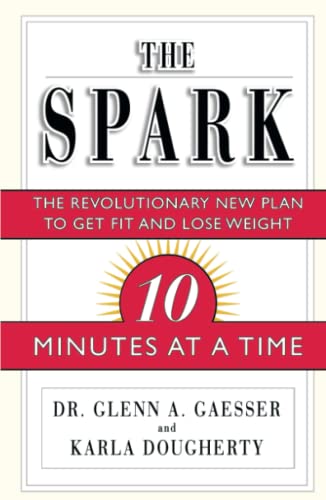 THE
SPARK
THE REVOLUTIONARY NEW PLAN
TO GET FIT AND LOSE WEIGHT
10
MINUTES AT A TIME
DR. GLENN A. GAESSER
and
KARLA DOUGHERTY